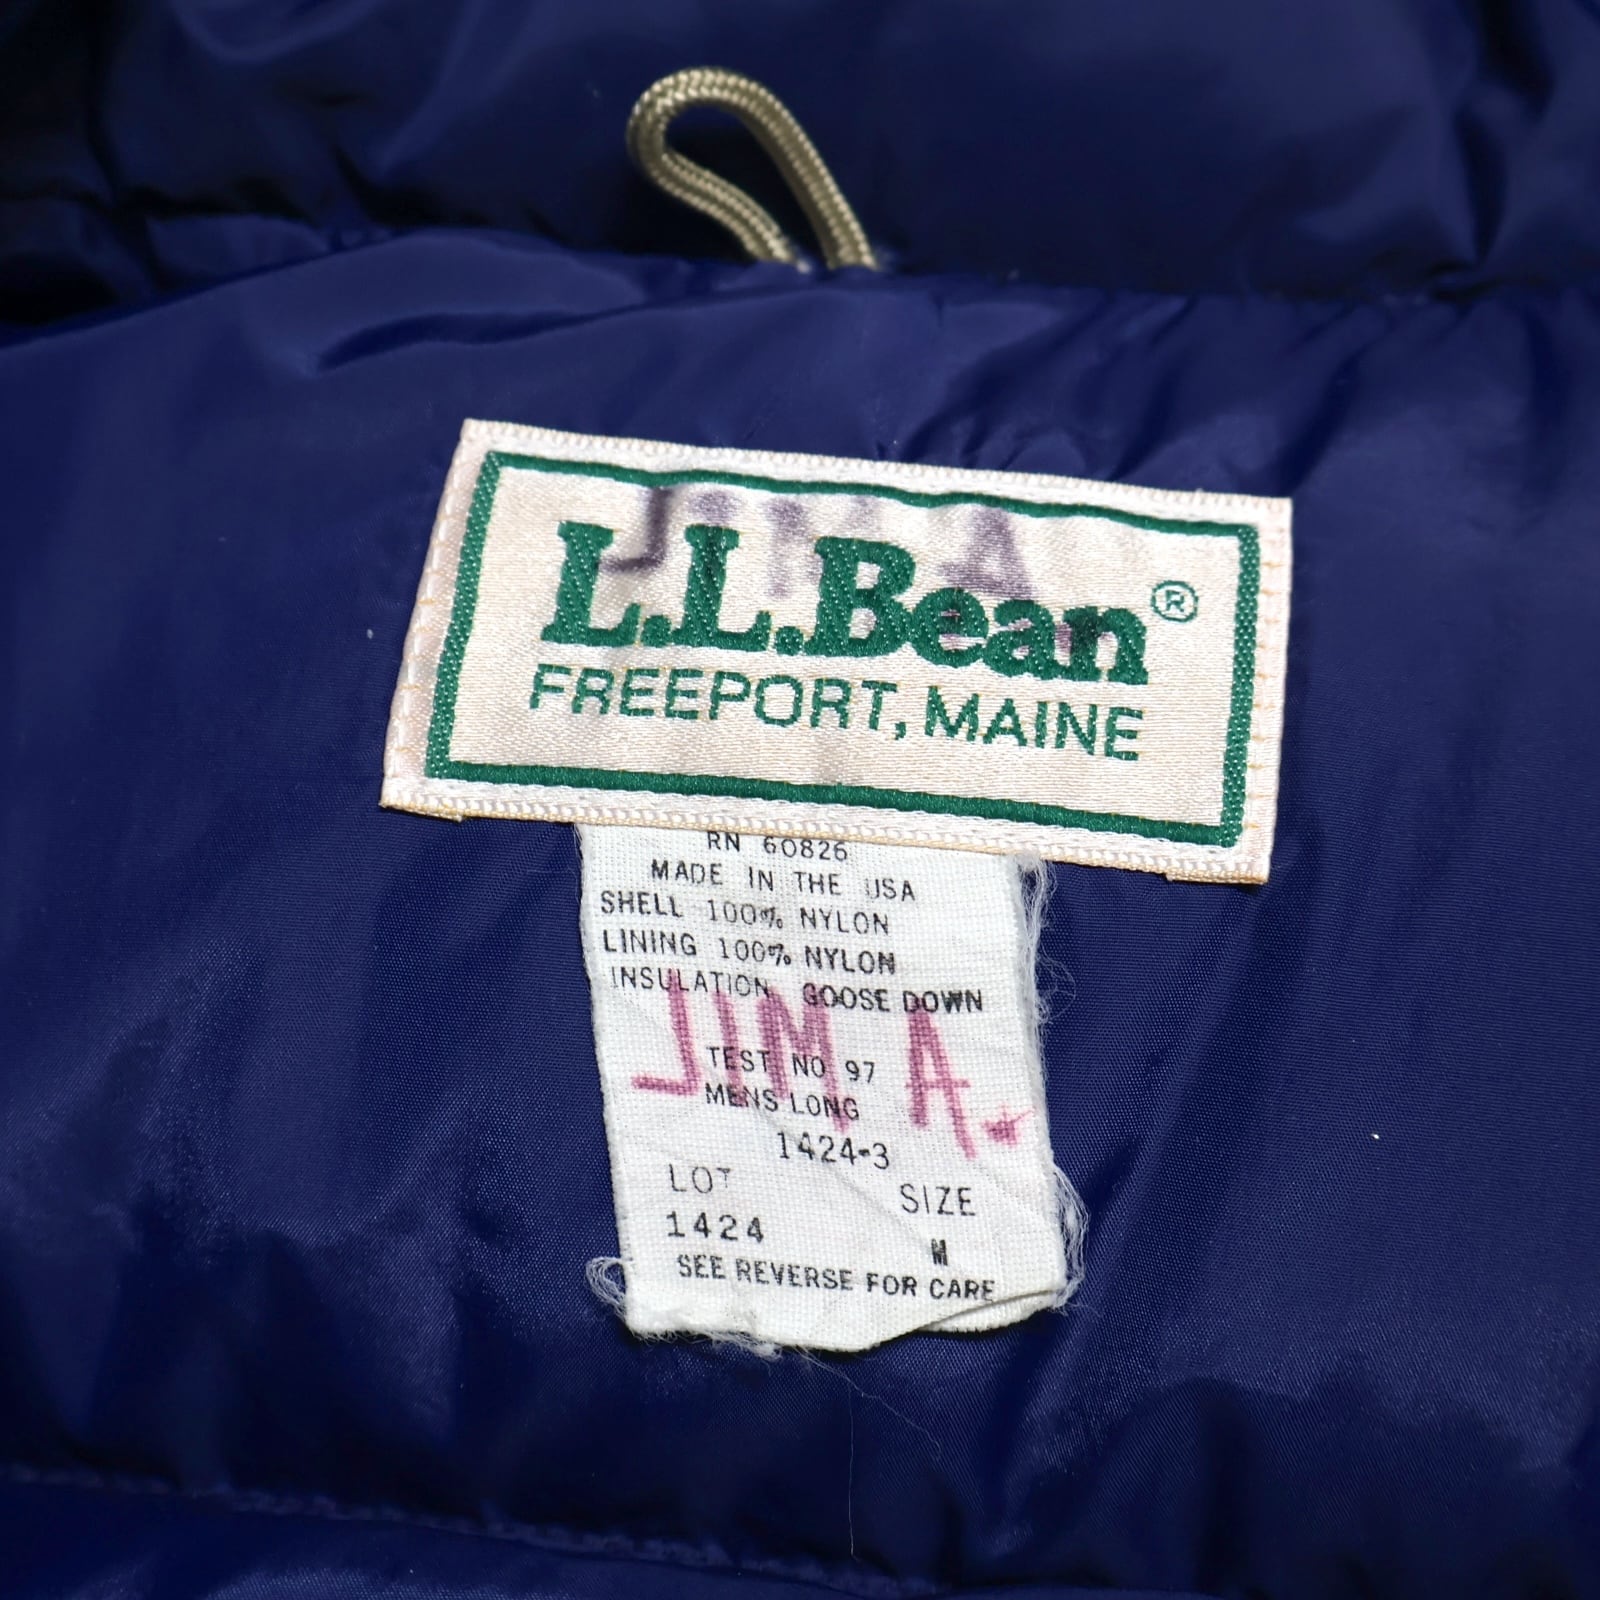 JIM A
L.L.Bean®
FREEPORT, MAINE
RN 60826
MADE IN THE USA
SHELL 100% NYLON
LINING 100% NYLON
INSULATION GOOSE DOWN
JIM A.
TEST NO 97
MENS LONG
1424-3
LOT SIZE
1424 M
SEE REVERSE FOR CARE